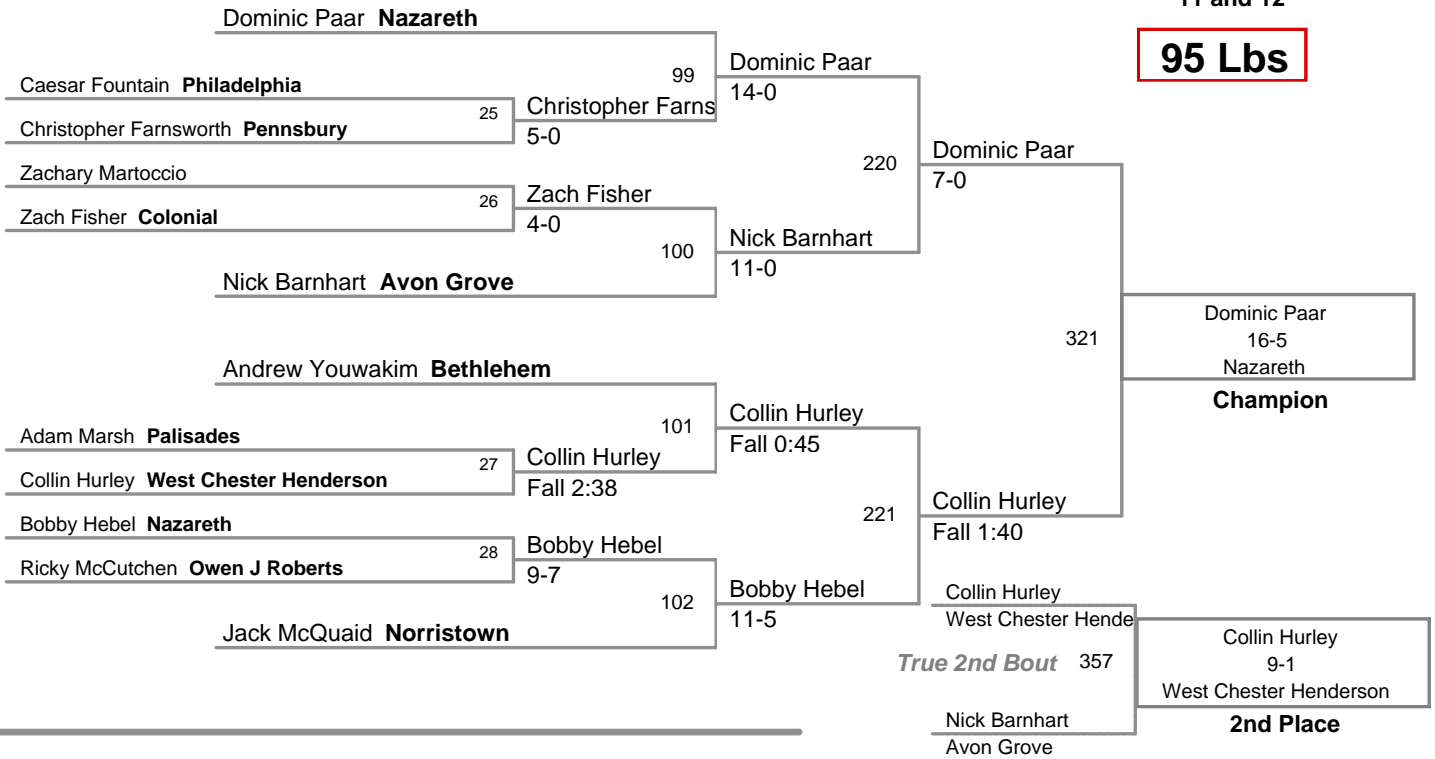 11 and 12
95 Lbs
Dominic Paar Nazareth
99
Dominic Paar
14-0
Caesar Fountain Philadelphia
25
Christopher Farns
5-0
Christopher Farnsworth Pennsbury
220
Dominic Paar
7-0
Zachary Martoccio
26
Zach Fisher
4-0
Zach Fisher Colonial
100
Nick Barnhart
11-0
Nick Barnhart Avon Grove
321
Dominic Paar
16-5
Nazareth
Champion
Andrew Youwakim Bethlehem
101
Collin Hurley
Fall 0:45
Adam Marsh Palisades
27
Collin Hurley
Fall 2:38
Collin Hurley West Chester Henderson
221
Collin Hurley
Fall 1:40
Bobby Hebel Nazareth
28
Bobby Hebel
9-7
Ricky McCutchen Owen J Roberts
102
Bobby Hebel
11-5
Jack McQuaid Norristown
Collin Hurley
West Chester Hende
True 2nd Bout 357
Collin Hurley
9-1
West Chester Henderson
2nd Place
Nick Barnhart
Avon Grove